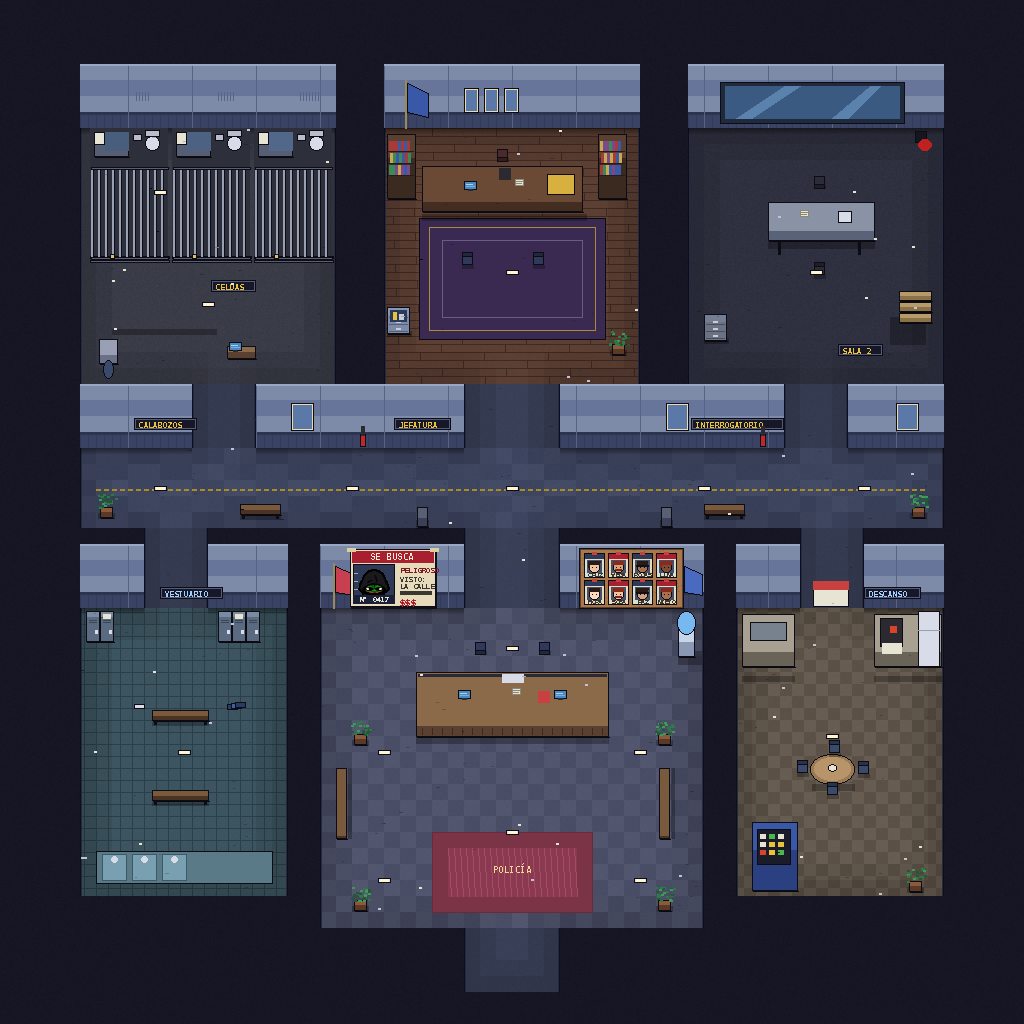 CELDAS
SALA 2
CALABOZOS
JEFATURA
INTERROGATORIO
SE BUSCA
PELIGROSO
VISTO:
LA CALLE
Nº 0417
$$$
VESTUARIO
DESCANSO
POLICÍA